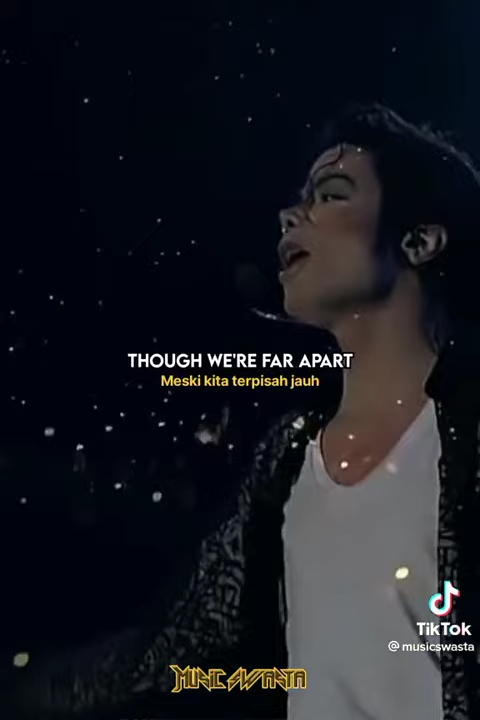 THOUGH WE'RE FAR APART
Meski kita terpisah jauh
TikTok
@musicswasta
MUSIC SWASTA